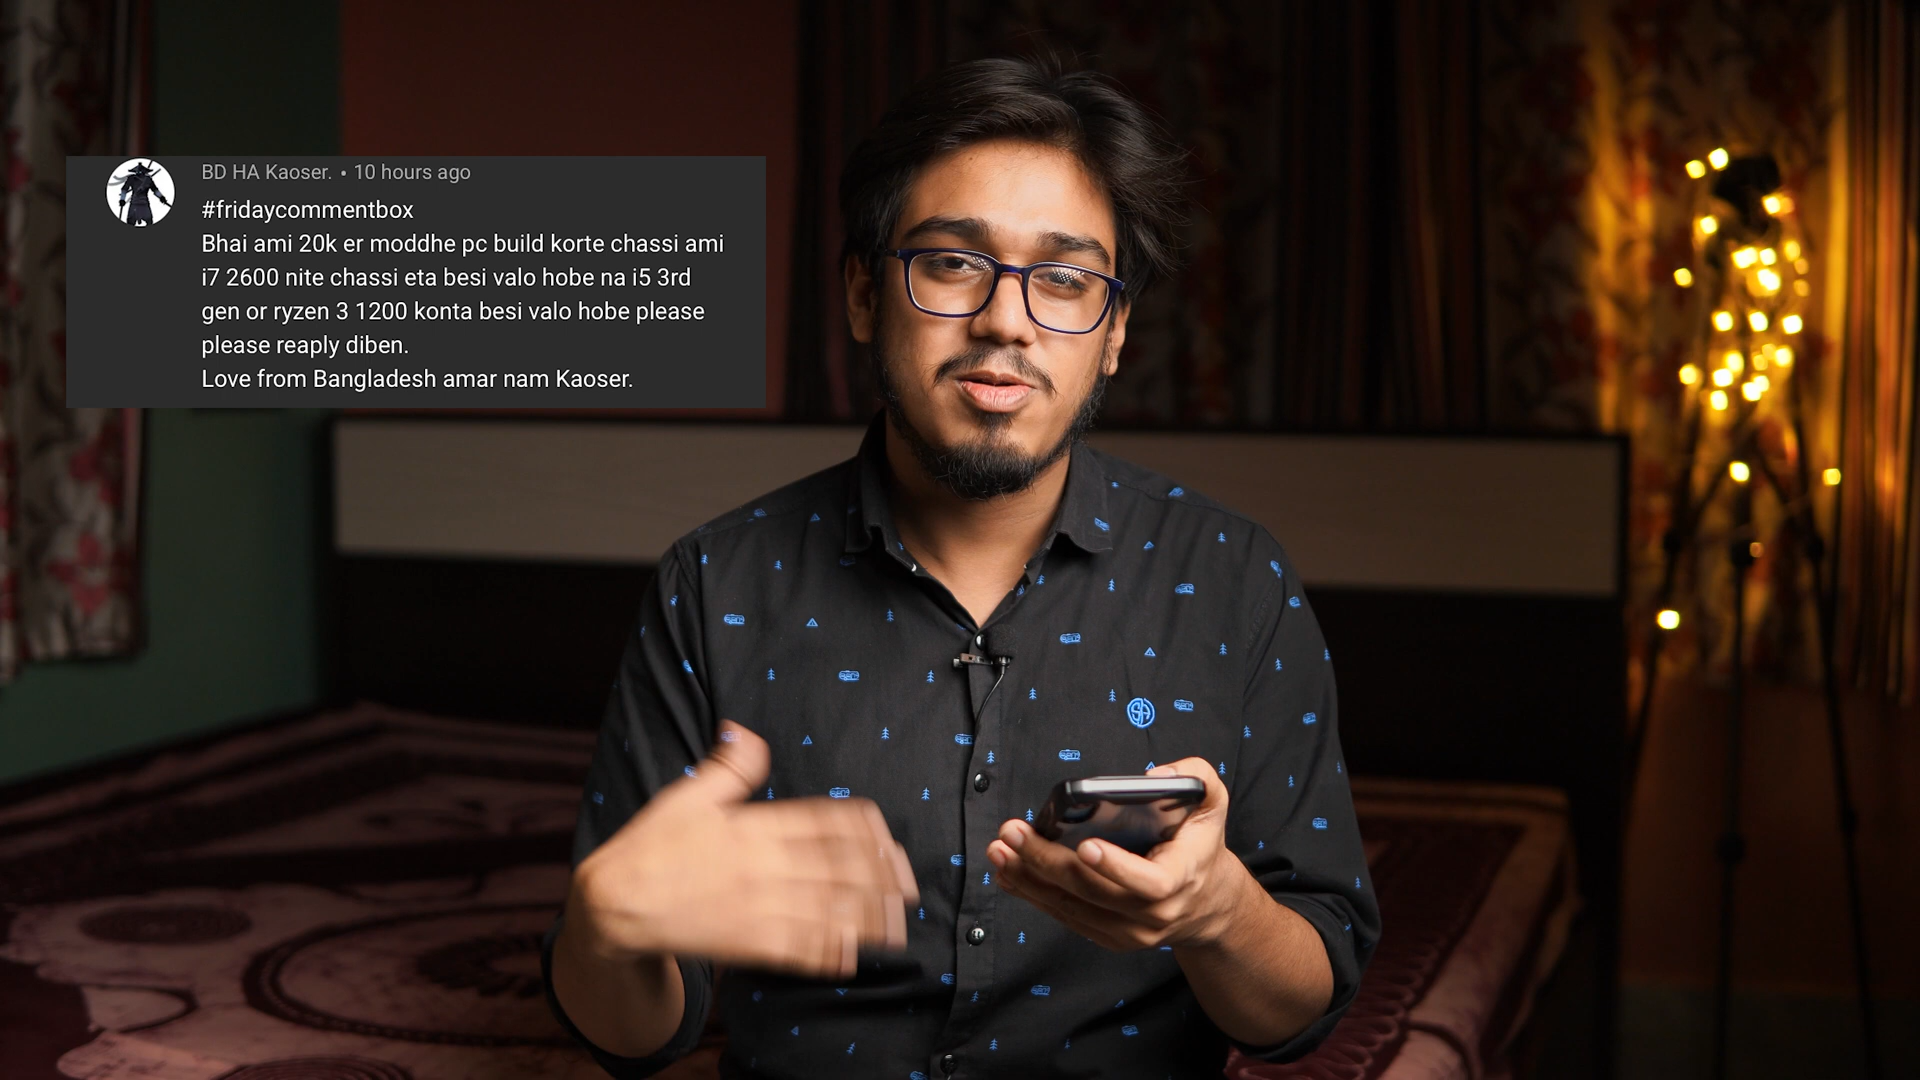 BD HA Kaoser. • 10 hours ago
#fridaycommentbox
Bhai ami 20k er moddhe pc build korte chassi ami
i7 2600 nite chassi eta besi valo hobe na i5 3rd
gen or ryzen 3 1200 konta besi valo hobe please
please reaply diben.
Love from Bangladesh amar nam Kaoser.